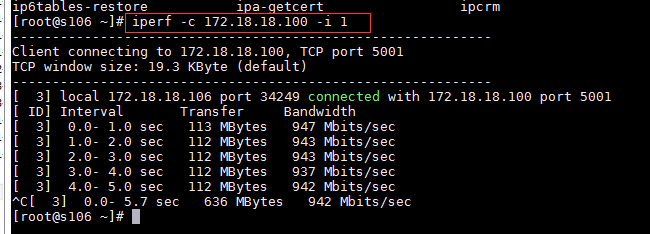 ip6tables-restore ipa-getcert ipcrm
[root@s106 ~]# iperf -c 172.18.18.100 -i 1
------------------------------------------------------------
Client connecting to 172.18.18.100, TCP port 5001
TCP window size: 19.3 KByte (default)
------------------------------------------------------------
[  3] local 172.18.18.106 port 34249 connected with 172.18.18.100 port 5001
[ ID] Interval       Transfer     Bandwidth
[  3]  0.0- 1.0 sec   113 MBytes   947 Mbits/sec
[  3]  1.0- 2.0 sec   112 MBytes   943 Mbits/sec
[  3]  2.0- 3.0 sec   112 MBytes   943 Mbits/sec
[  3]  3.0- 4.0 sec   112 MBytes   937 Mbits/sec
[  3]  4.0- 5.0 sec   112 MBytes   942 Mbits/sec
^C[  3]  0.0- 5.7 sec   636 MBytes   942 Mbits/sec
[root@s106 ~]#